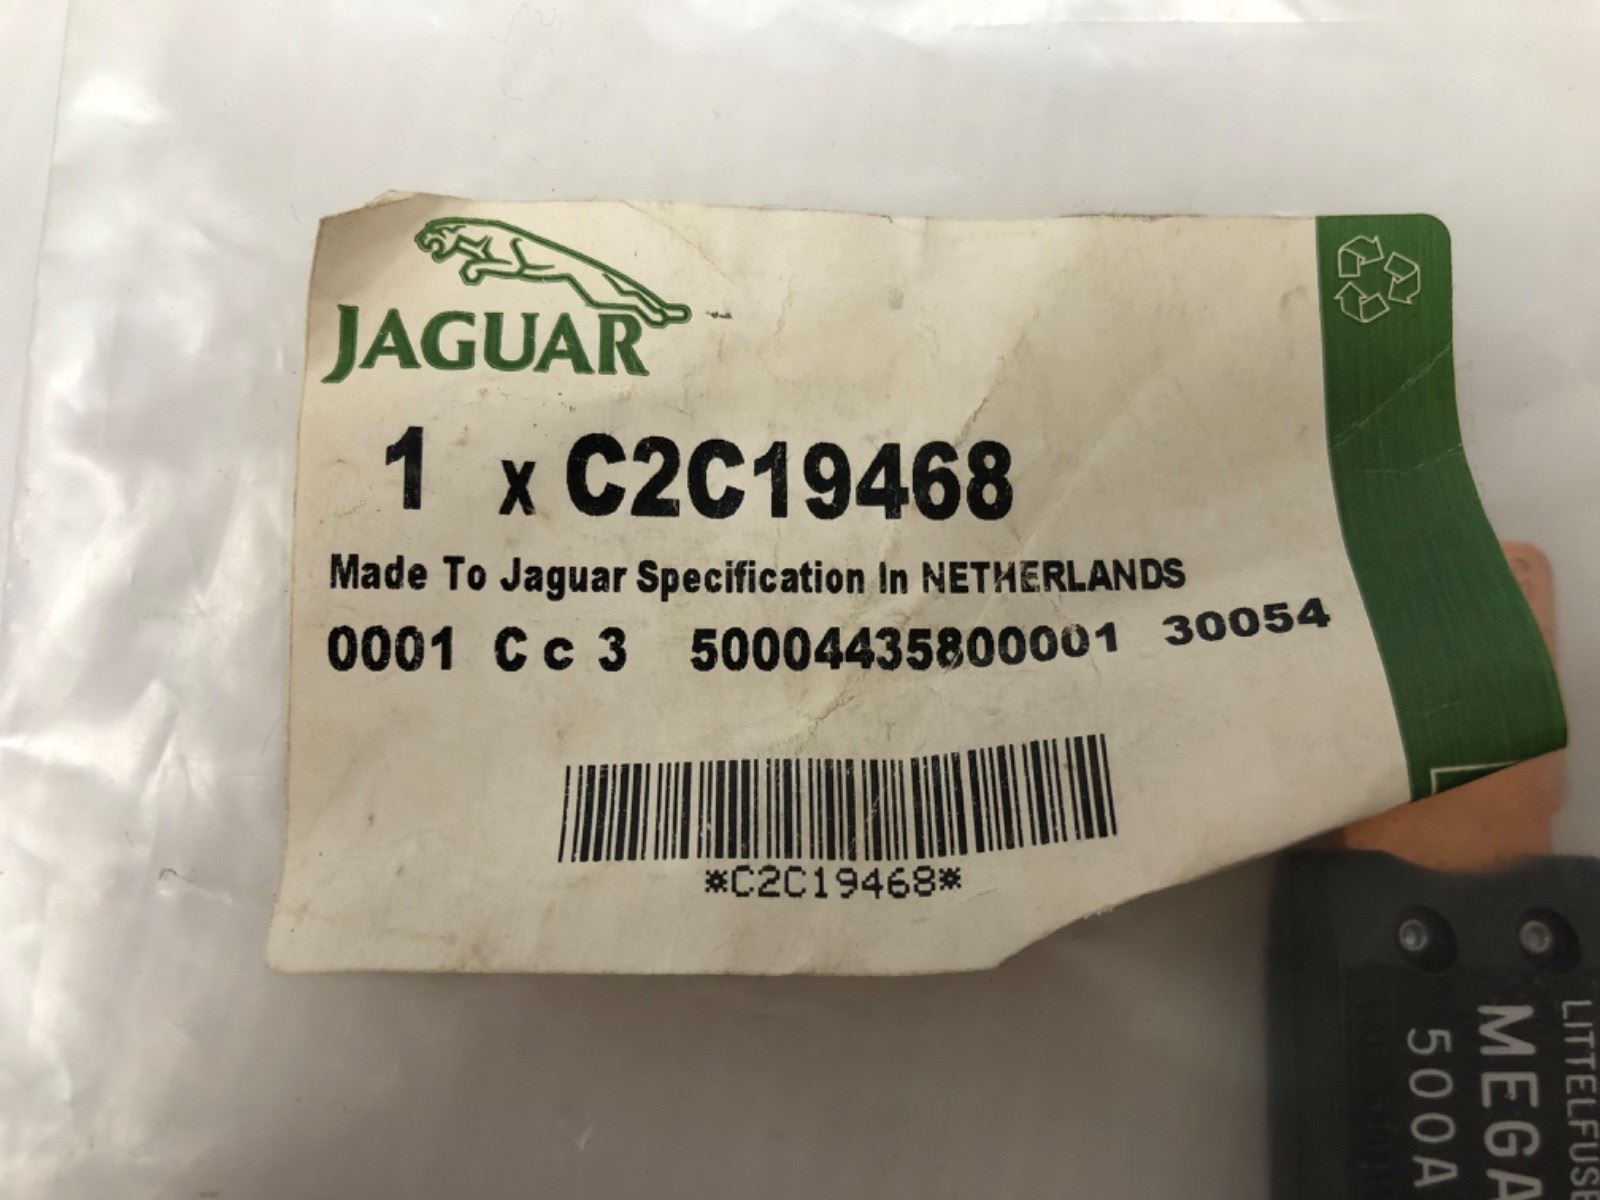 JAGUAR
1 x C2C19468
Made To Jaguar Specification In NETHERLANDS
0001 C c 3 50004435800001 30054
*C2C19468*
LITTELFUSE
MEGA
500A